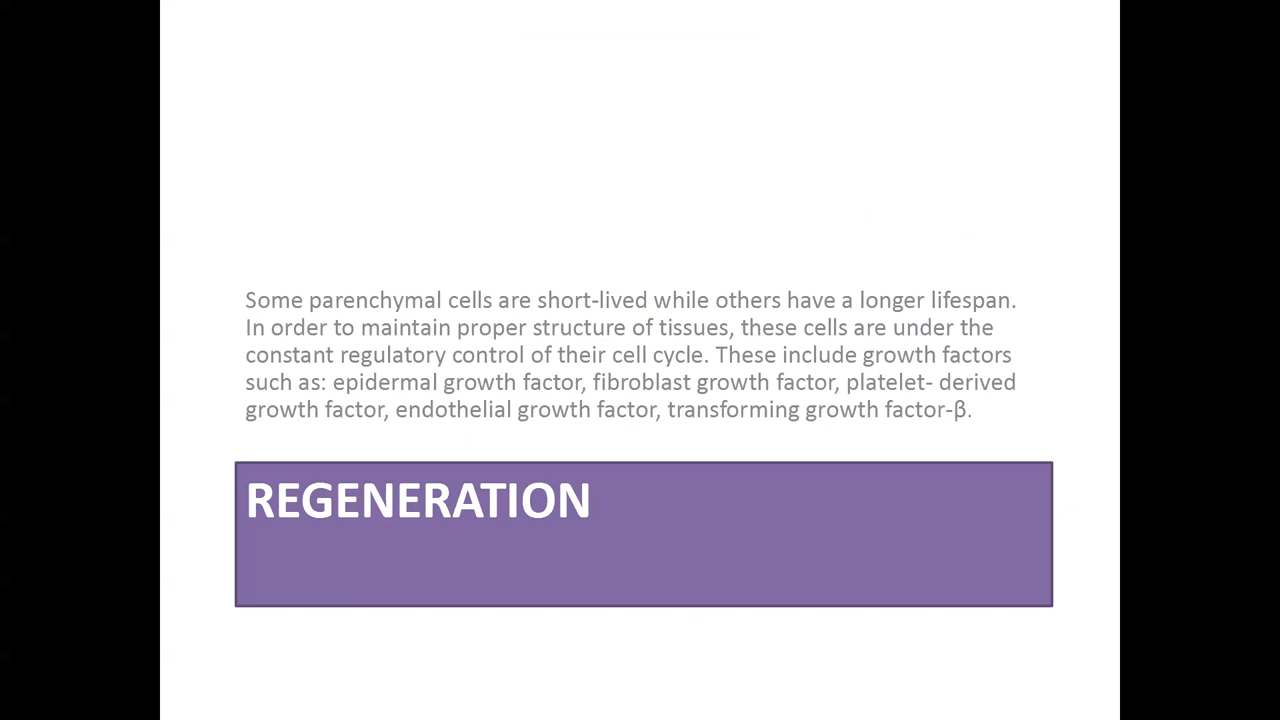 Some parenchymal cells are short-lived while others have a longer lifespan.
In order to maintain proper structure of tissues, these cells are under the
constant regulatory control of their cell cycle. These include growth factors
such as: epidermal growth factor, fibroblast growth factor, platelet- derived
growth factor, endothelial growth factor, transforming growth factor-β.
REGENERATION